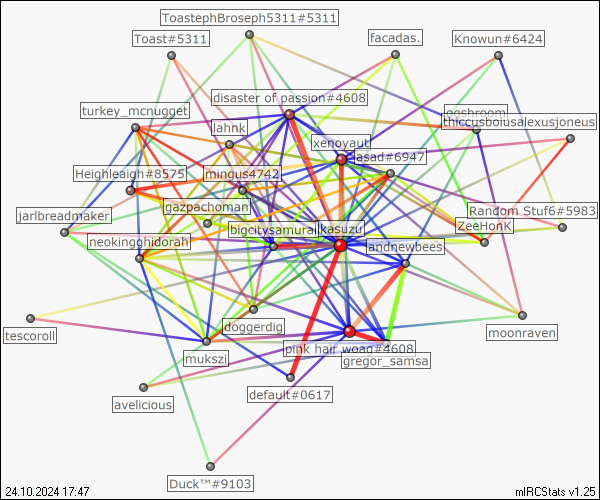 ToastephBroseph5311#5311
Toast#5311
facadas.
Knowun#6424
disaster of passion#4608
turkey_mcnugget
thiccusboiusalexusjoneus
lahnk
xenoyaut
asad#6947
Heighleaigh#8575
mingus4742
gazpachoman
jarlbreadmaker
Random Stuf6#5983
ZeeHonK
bigcitysamurai
kasuzu
neokingghidorah
andnewbees
tescoroll
doggerdig
moonraven
pink hair woag#4608
mukszi
gregor_samsa
default#0617
avelicious
Duck™#9103
24.10.2024 17:47
mIRCStats v1.25